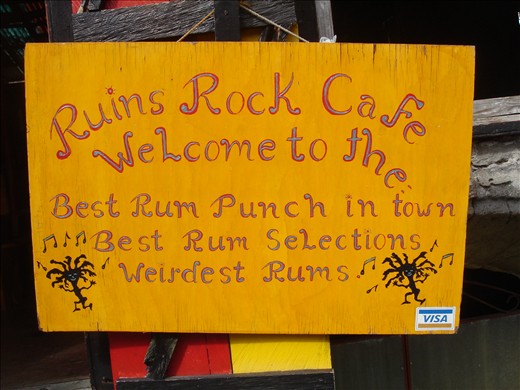 Ruins Rock Cafe
Welcome to the
Best Rum Punch in town
Best Rum Selections
Weirdest Rums
VISA